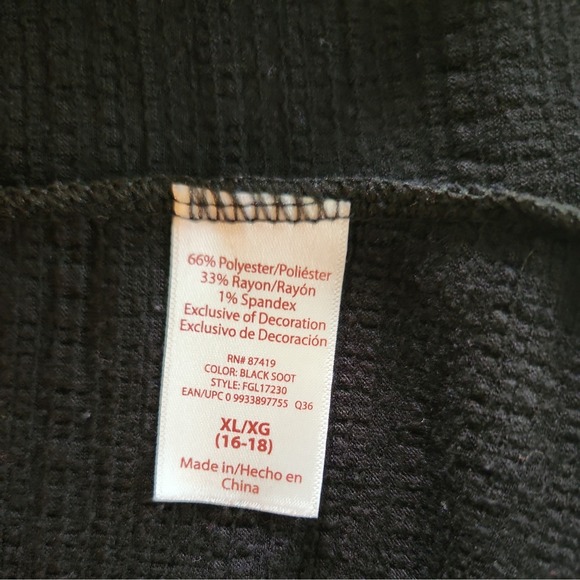 66% Polyester/Poliéster
33% Rayon/Rayón
1% Spandex
Exclusive of Decoration
Exclusivo de Decoración
RN# 87419
COLOR: BLACK SOOT
STYLE: FGL17230
EAN/UPC 0 9933897755 Q36
XL/XG
(16-18)
Made in/Hecho en
China